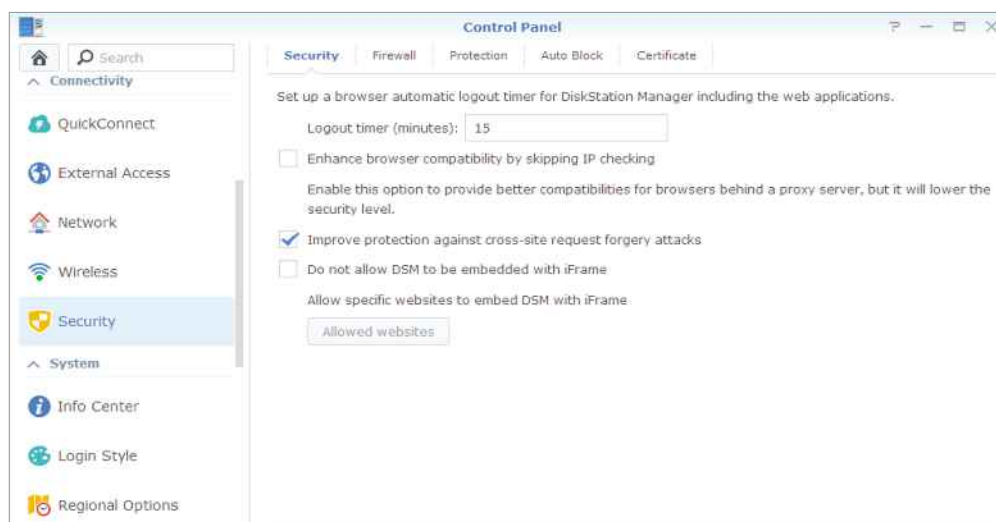 Control Panel
Search
Connectivity
QuickConnect
External Access
Network
Wireless
Security
System
Info Center
Login Style
Regional Options
Security Firewall Protection Auto Block Certificate
Set up a browser automatic logout timer for DiskStation Manager including the web applications.
Logout timer (minutes): 15
Enhance browser compatibility by skipping IP checking
Enable this option to provide better compatibilities for browsers behind a proxy server, but it will lower the
security level.
Improve protection against cross-site request forgery attacks
Do not allow DSM to be embedded with iFrame
Allow specific websites to embed DSM with iFrame
Allowed websites